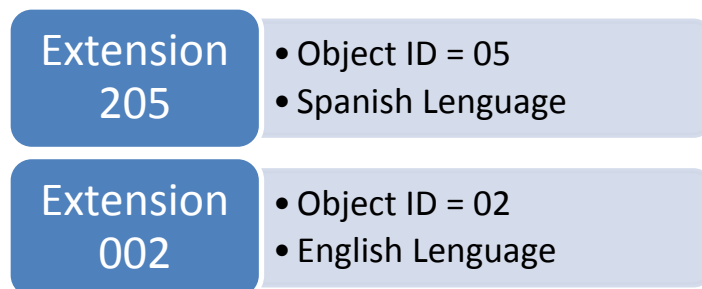 Extension
205
• Object ID = 05
• Spanish Lenguage
Extension
002
• Object ID = 02
• English Lenguage